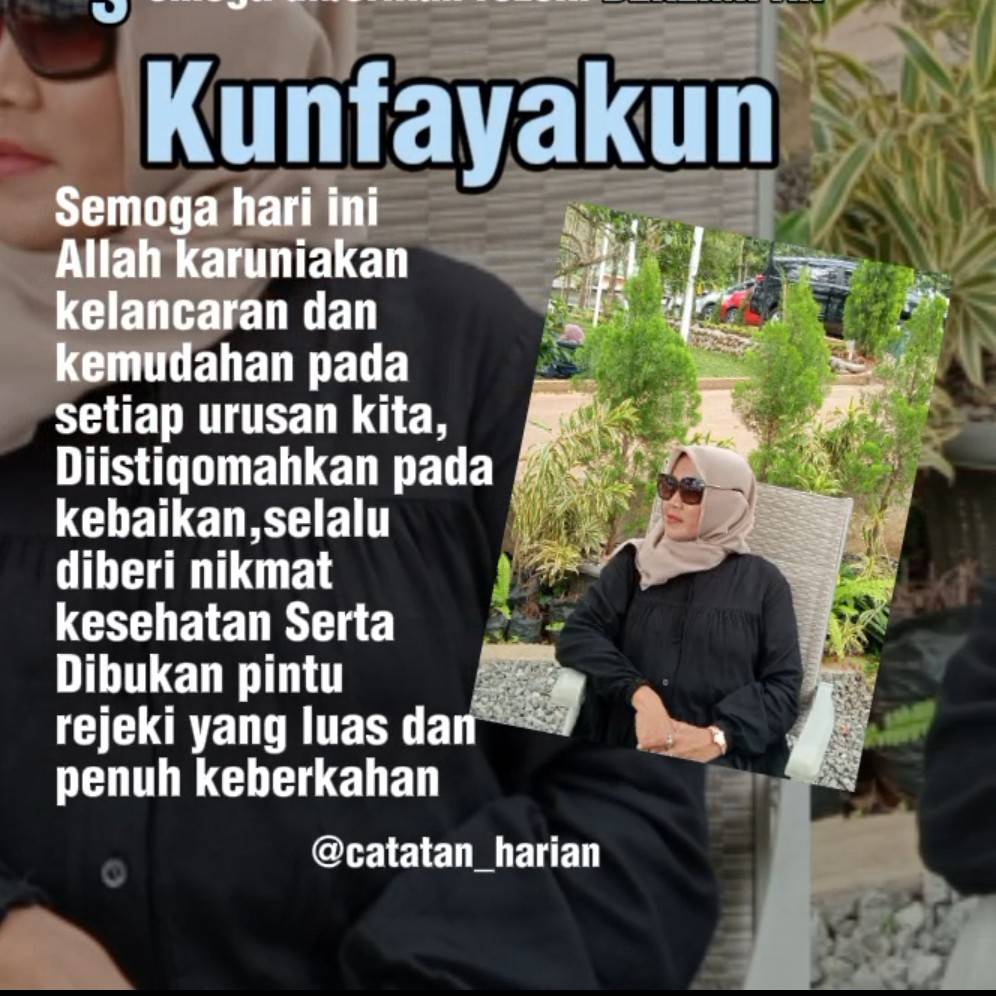 Kunfayakun
Semoga hari ini
Allah karuniakan
kelancaran dan
kemudahan pada
setiap urusan kita,
Diistiqomahkan pada
kebaikan,selalu
diberi nikmat
kesehatan Serta
Dibukan pintu
rejeki yang luas dan
penuh keberkahan
@catatan_harian